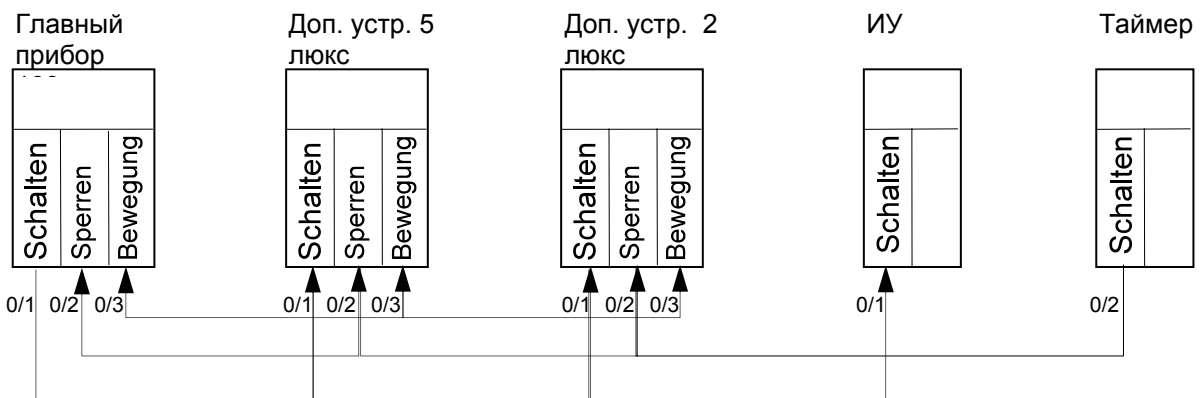 Главный
прибор
Доп. устр. 5
люкс
Доп. устр. 2
люкс
ИУ
Таймер
Schalten
Sperren
Bewegung
Schalten
Sperren
Bewegung
Schalten
Sperren
Bewegung
Schalten
Schalten
0/1
0/2
0/3
0/1
0/2
0/3
0/1
0/2
0/3
0/1
0/2